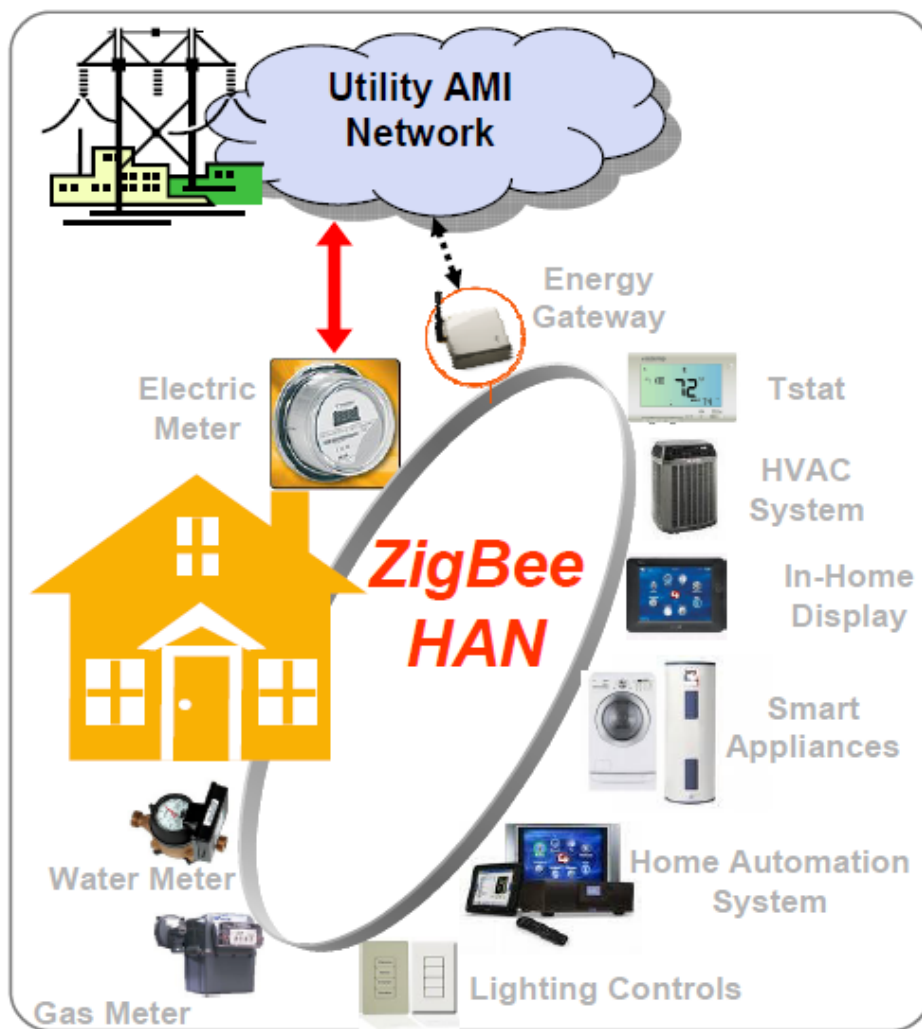 Utility AMI
Network
Energy
Gateway
Electric
Meter
Tstat
72
HVAC
System
ZigBee
HAN
In-Home
Display
Smart
Appliances
Water Meter
Home Automation
System
Lighting Controls
Gas Meter